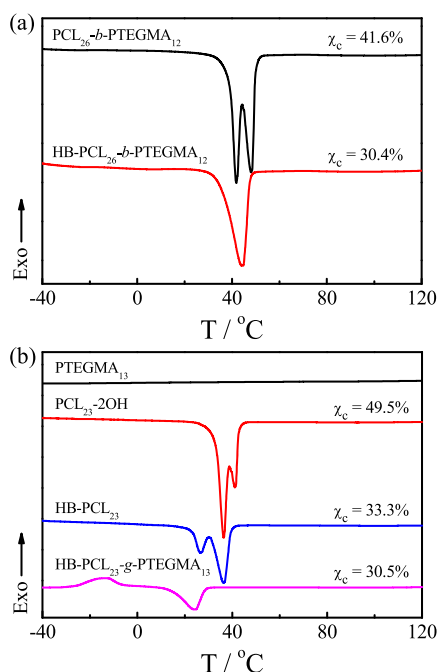 (a)
PCL₂₆-b-PTEGMA₁₂
χc = 41.6%
HB-PCL₂₆-b-PTEGMA₁₂
χc = 30.4%
Exo
-40 0 40 80 120
T / °C
(b)
PTEGMA₁₃
PCL₂₃-2OH
χc = 49.5%
HB-PCL₂₃
χc = 33.3%
HB-PCL₂₃-g-PTEGMA₁₃
χc = 30.5%
Exo
-40 0 40 80 120
T / °C